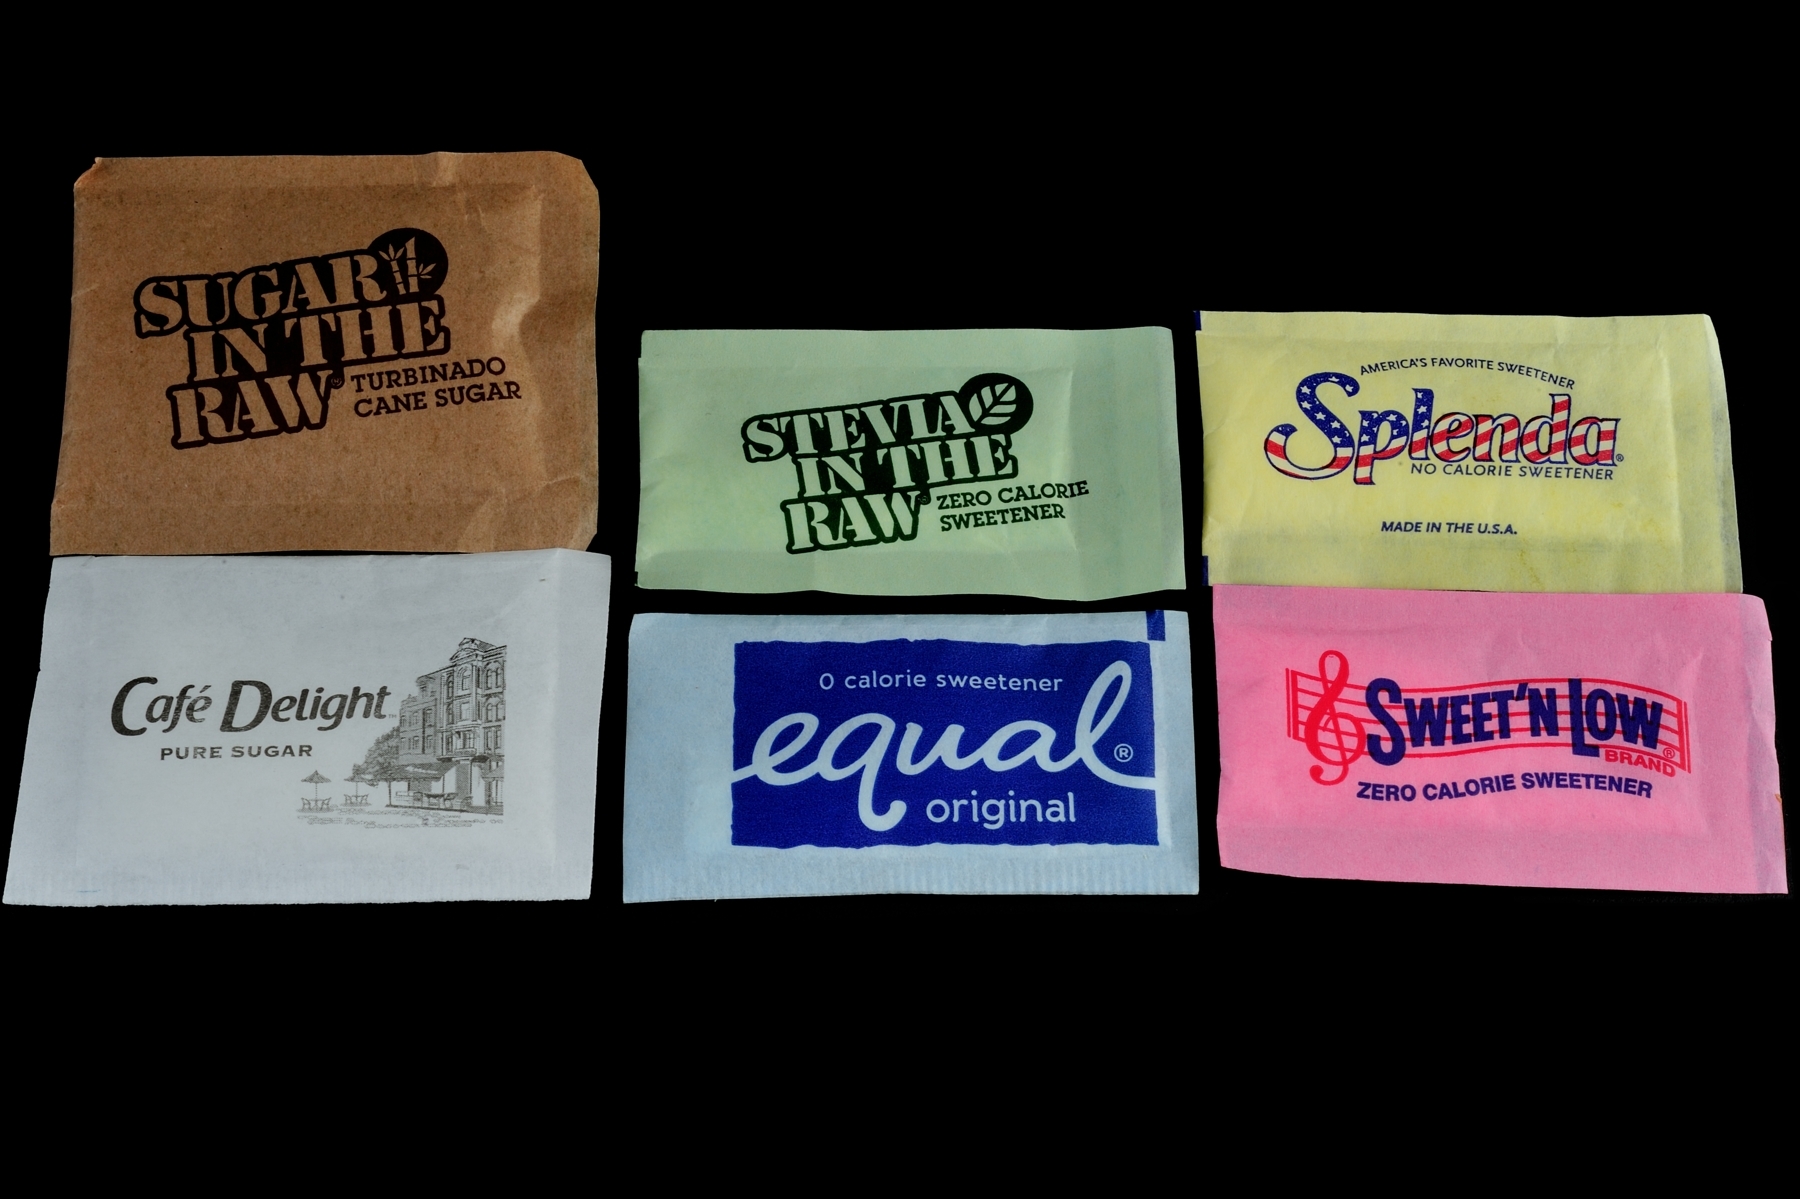 SUGAR
IN THE
RAW®
TURBINADO
CANE SUGAR
STEVIA
IN THE
RAW®
ZERO CALORIE
SWEETENER
AMERICA'S FAVORITE SWEETENER
Splenda®
NO CALORIE SWEETENER
MADE IN THE U.S.A.
Café Delight™
PURE SUGAR
0 calorie sweetener
equal®
original
SWEET'N LOW®
BRAND
ZERO CALORIE SWEETENER